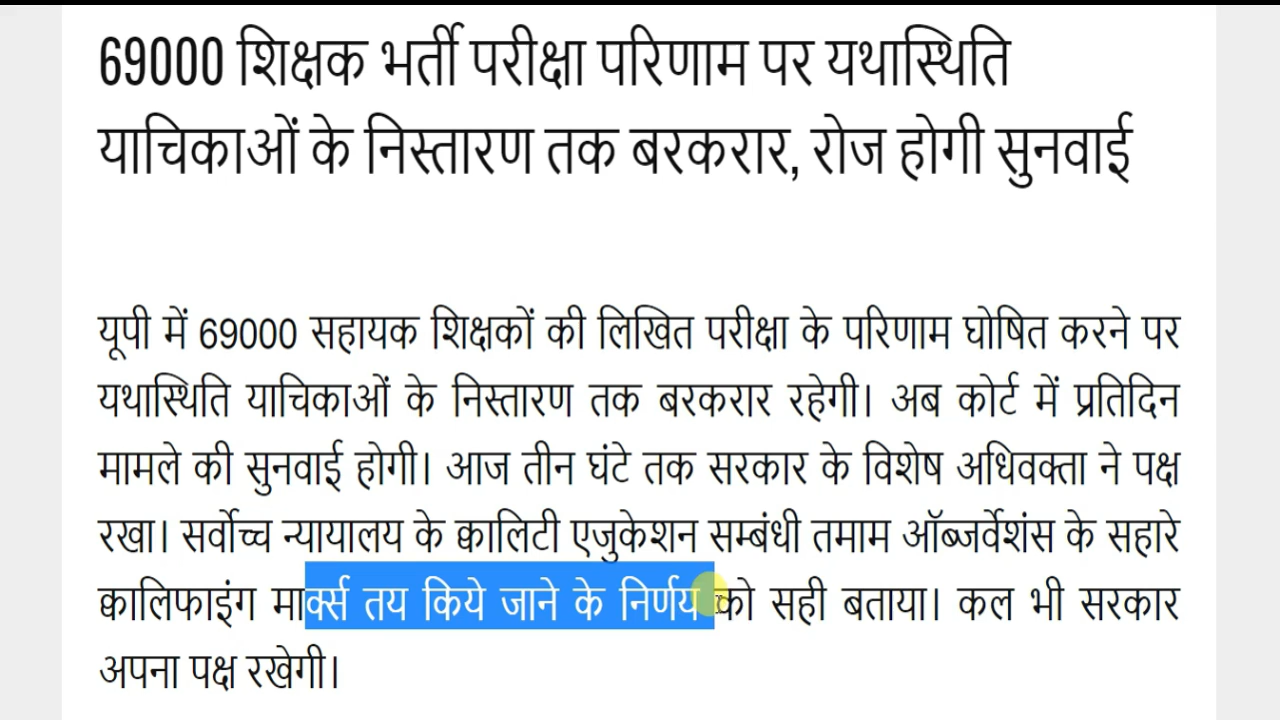 69000 शिक्षक भर्ती परीक्षा परिणाम पर यथास्थिति
याचिकाओं के निस्तारण तक बरकरार, रोज होगी सुनवाई
यूपी में 69000 सहायक शिक्षकों की लिखित परीक्षा के परिणाम घोषित करने पर
यथास्थिति याचिकाओं के निस्तारण तक बरकरार रहेगी। अब कोर्ट में प्रतिदिन
मामले की सुनवाई होगी। आज तीन घंटे तक सरकार के विशेष अधिवक्ता ने पक्ष
रखा। सर्वोच्च न्यायालय के क्वालिटी एजुकेशन सम्बंधी तमाम ऑब्जर्वेशंस के सहारे
क्वालिफाइंग मार्क्स तय किये जाने के निर्णय को सही बताया। कल भी सरकार
अपना पक्ष रखेगी।